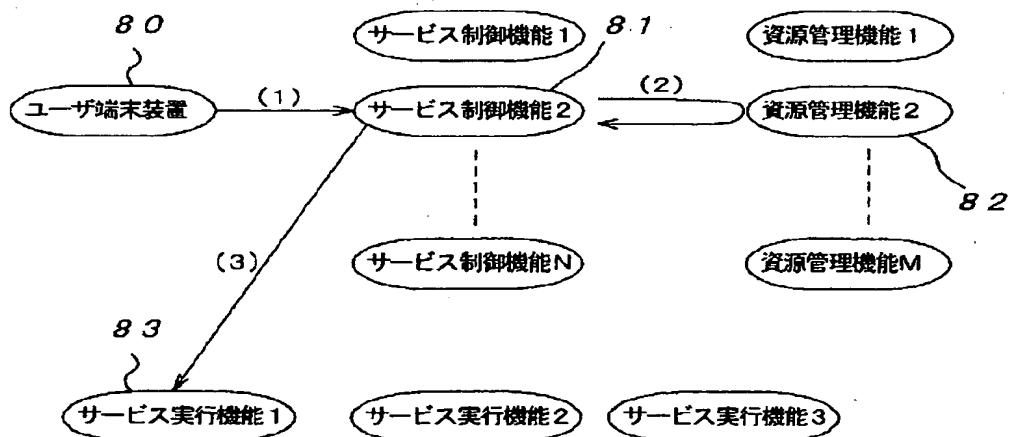 80
サービス制御機能1
81
資源管理機能1
ユーザ端末装置
(1)
サービス制御機能2
(2)
資源管理機能2
82
(3)
サービス制御機能N
資源管理機能M
83
サービス実行機能1
サービス実行機能2
サービス実行機能3